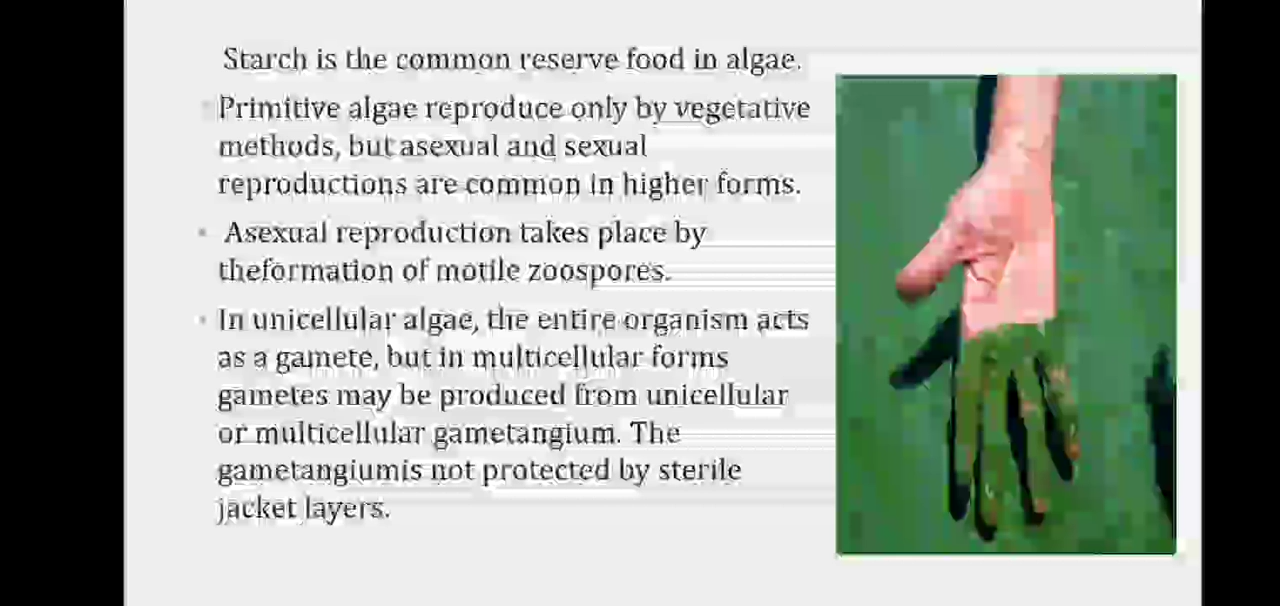 Starch is the common reserve food in algae.
Primitive algae reproduce only by vegetative
methods, but asexual and sexual
reproductions are common in higher forms.
Asexual reproduction takes place by
theformation of motile zoospores.
In unicellular algae, the entire organism acts
as a gamete, but in multicellular forms
gametes may be produced from unicellular
or multicellular gametangium. The
gametangiumis not protected by sterile
jacket layers.